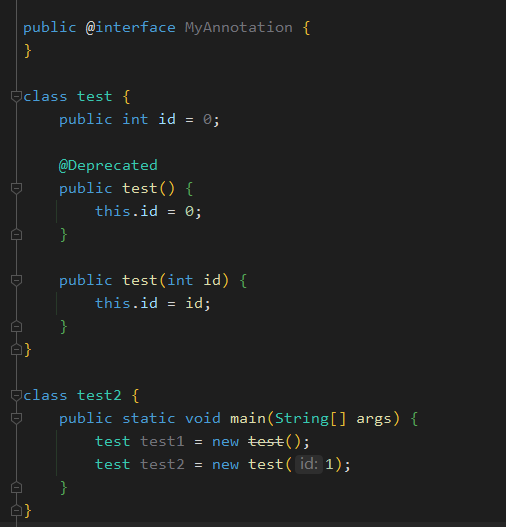 public @interface MyAnnotation {
}
class test {
public int id = 0;
@Deprecated
public test() {
this.id = 0;
}
public test(int id) {
this.id = id;
}
}
class test2 {
public static void main(String[] args) {
test test1 = new test();
test test2 = new test( id: 1);
}
}